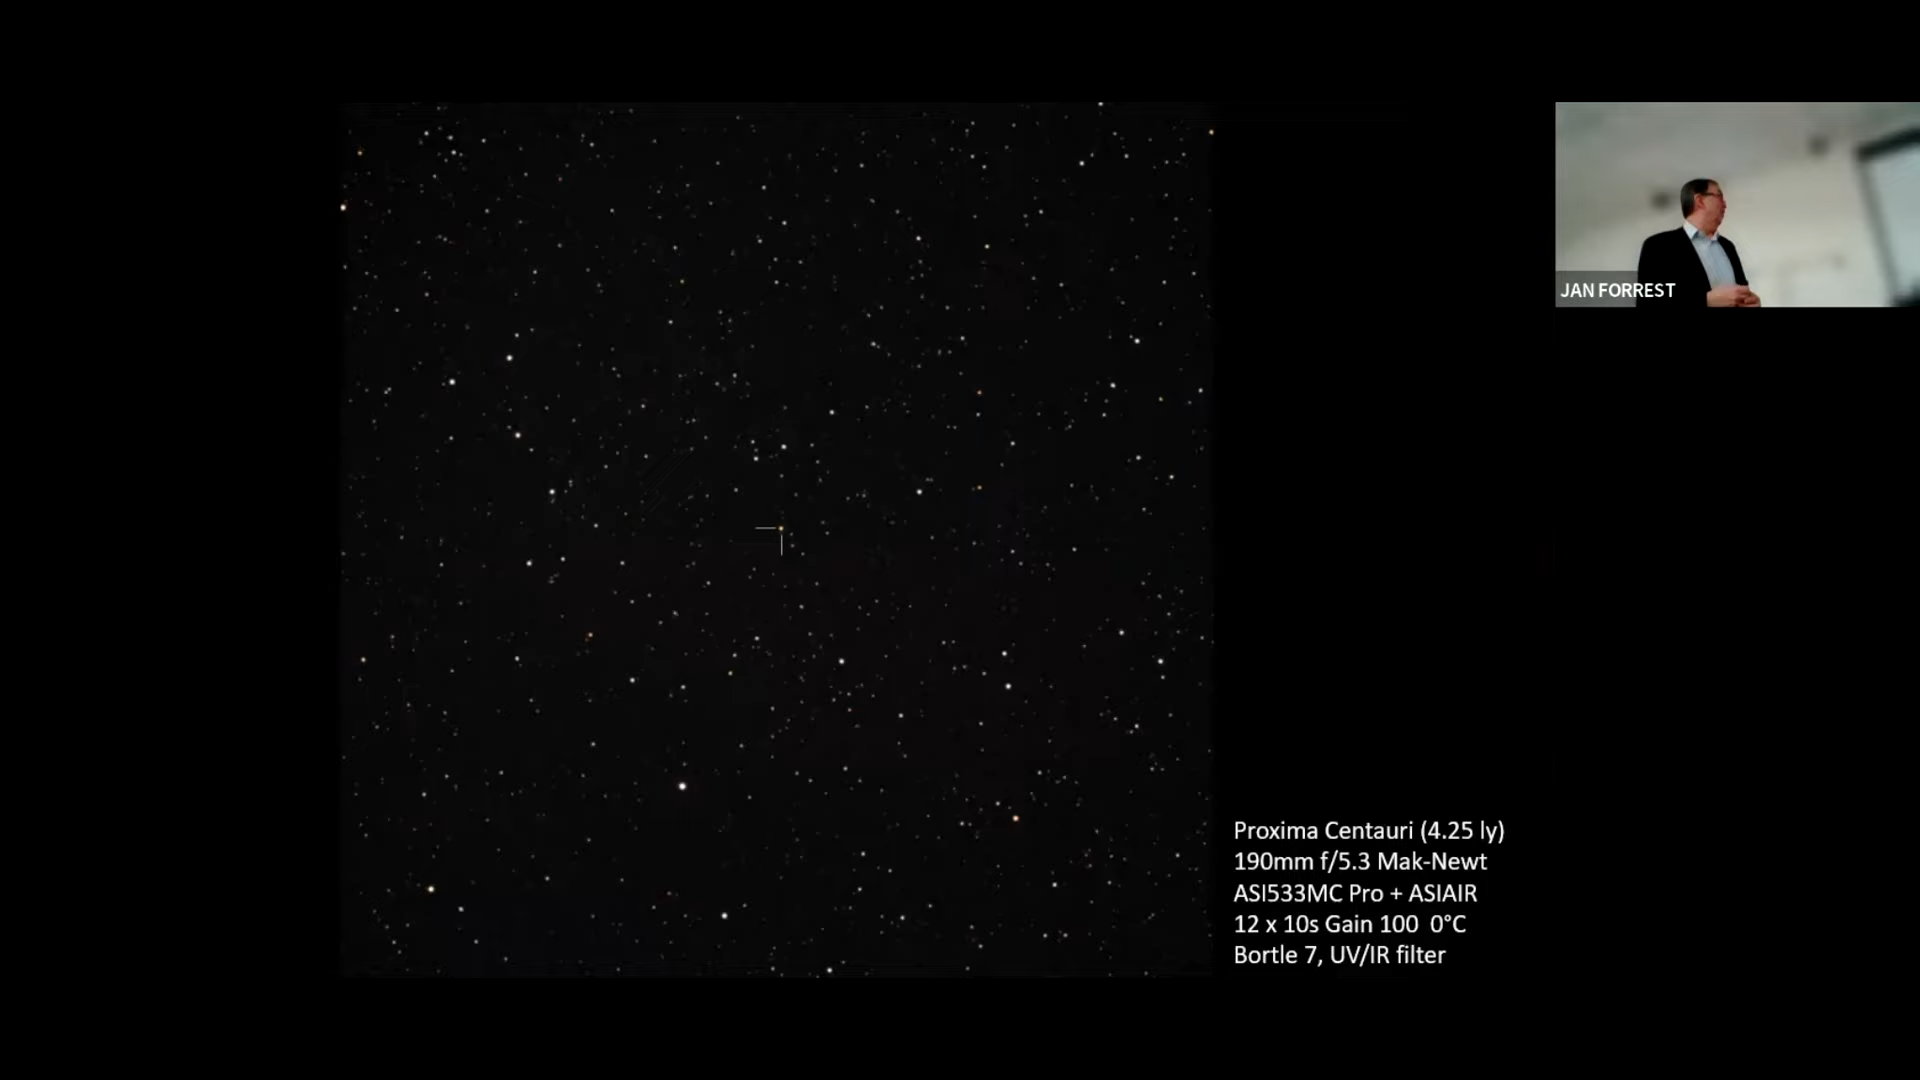 JAN FORREST
Proxima Centauri (4.25 ly)
190mm f/5.3 Mak-Newt
ASI533MC Pro + ASIAIR
12 x 10s Gain 100  0°C
Bortle 7, UV/IR filter